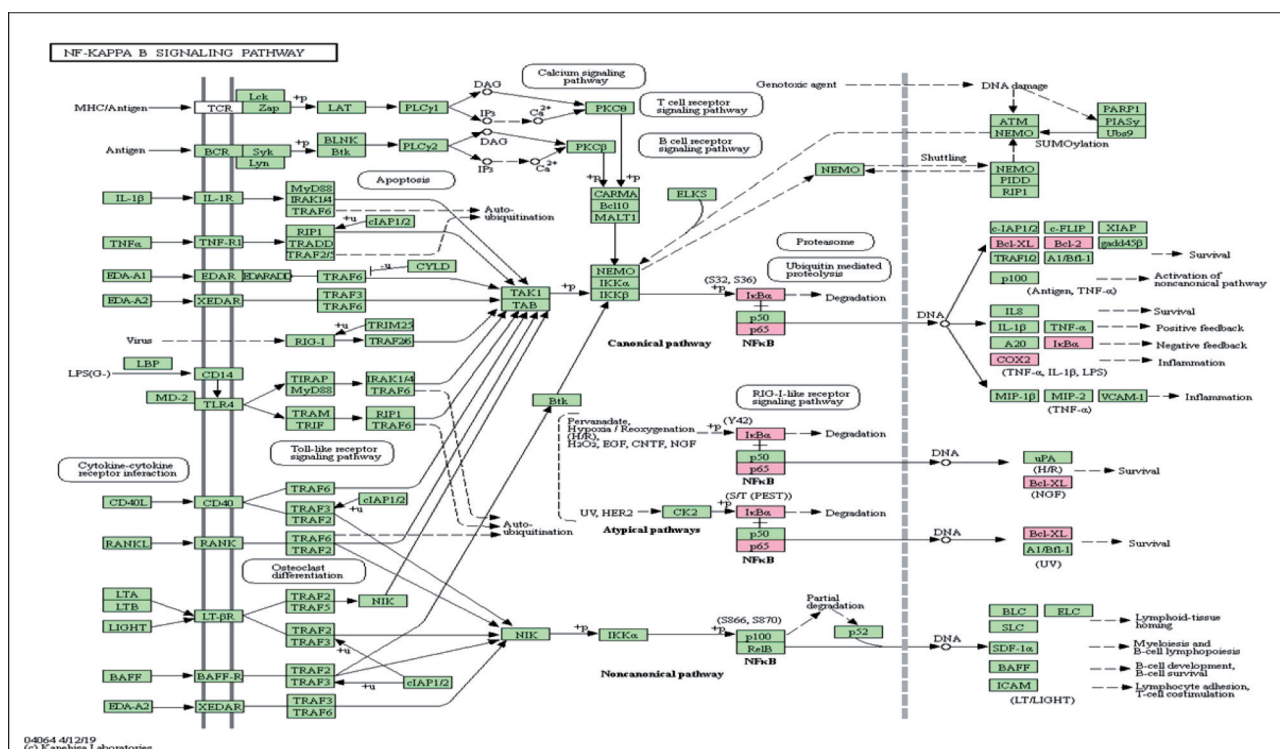 NF-KAPPA B SIGNALING PATHWAY
MHC/Antigen
TCR
Lck
Zap
+p
LAT
PLCγ1
DAG
IP3
Ca2+
PKCθ
Calcium signaling
pathway
T cell receptor
signaling pathway
B cell receptor
signaling pathway
Antigen
BCR
Syk
Lyn
+p
BLNK
Btk
PLCγ2
DAG
IP3
Ca2+
PKCβ
+p
+p
CARMA
Bcl10
MALT1
ELKS
Genotoxic agent
DNA damage
ATM
NEMO
PARP1
PIASy
Ubs9
SUMOylation
NEMO
Shuttling
NEMO
PIDD
RIP1
Apoptosis
IL-1β
IL-1R
MyD88
IRAK1/4
TRAF6
Auto-
ubiquitination
TNFα
TNF-R1
RIP1
TRADD
TRAF2/5
+u
cIAP1/2
EDA-A1
EDAR
EDARADD
TRAF6
-u
CYLD
EDA-A2
XEDAR
TRAF3
TRAF6
TAK1
TAB
+p
NEMO
IKKα
IKKβ
+p
Proteasome
Ubiquitin mediated
proteolysis
(S32, S36)
IκBα
p50
p65
NFκB
Degradation
Canonical pathway
DNA
c-IAP1/2
c-FLIP
XIAP
Bcl-XL
Bcl-2
gadd45β
TRAF1/2
A1/Bfl-1
Survival
p100
(Antigen, TNF-α)
Activation of
noncanonical pathway
IL8
Survival
IL-1β
TNF-α
Positive feedback
A20
IκBα
Negative feedback
COX2
Inflammation
(TNF-α, IL-1β, LPS)
MIP-1β
MIP-2
VCAM-1
Inflammation
(TNF-α)
Virus
RIG-I
+u
TRIM25
TRAF26
LPS(G-)
LBP
CD14
MD-2
TLR4
TIRAP
MyD88
IRAK1/4
TRAF6
TRAM
TRIF
RIP1
TRAF6
Toll-like receptor
signaling pathway
Btk
Pervanadate,
Hypoxia / Reoxygenation
(H/R),
H2O2, EGF, CNTF, NGF
RIG-I-like receptor
signaling pathway
+p
(Y42)
IκBα
p50
p65
NFκB
Degradation
DNA
uPA
(H/R)
Bcl-XL
(NGF)
Survival
Cytokine-cytokine
receptor interaction
CD40L
CD40
TRAF6
TRAF3
TRAF2
cIAP1/2
+u
RANKL
RANK
TRAF6
TRAF2
Auto-
ubiquitination
UV, HER2
CK2
+p
(S/T (PEST))
IκBα
p50
p65
NFκB
Degradation
Atypical pathways
DNA
Bcl-XL
A1/Bfl-1
(UV)
Survival
Osteoclast
differentiation
LTA
LTB
LIGHT
LT-βR
TRAF2
TRAF5
NIK
TRAF2
TRAF3
+u
NIK
+p
IKKα
+p
(S866, S870)
p100
RelB
NFκB
Partial
degradation
p52
Noncanonical pathway
DNA
BLC
ELC
SLC
Lymphoid-tissue
homing
SDF-1α
Myeloiesis and
B-cell lymphopoiesis
BAFF
B-cell development,
B-cell survival
ICAM
Lymphocyte adhesion,
T-cell costimulation
(LT/LIGHT)
BAFF
BAFF-R
TRAF2
TRAF3
+u
cIAP1/2
EDA-A2
XEDAR
TRAF3
TRAF6
04064 4/12/19
(c) Kanehisa Laboratories